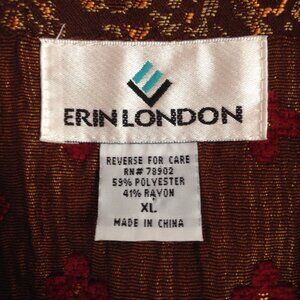 ERIN LONDON
REVERSE FOR CARE
RN# 78902
59% POLYESTER
41% RAYON
XL
MADE IN CHINA